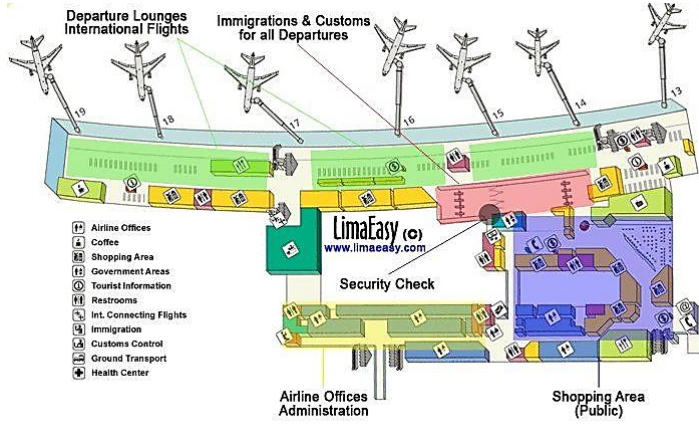 Departure Lounges
International Flights
Immigrations & Customs
for all Departures
19
18
17
16
15
14
13
LimaEasy (c)
www.limaeasy.com
Security Check
Airline Offices
Coffee
Shopping Area
Government Areas
Tourist Information
Restrooms
Int. Connecting Flights
Immigration
Customs Control
Ground Transport
Health Center
Airline Offices
Administration
Shopping Area
(Public)